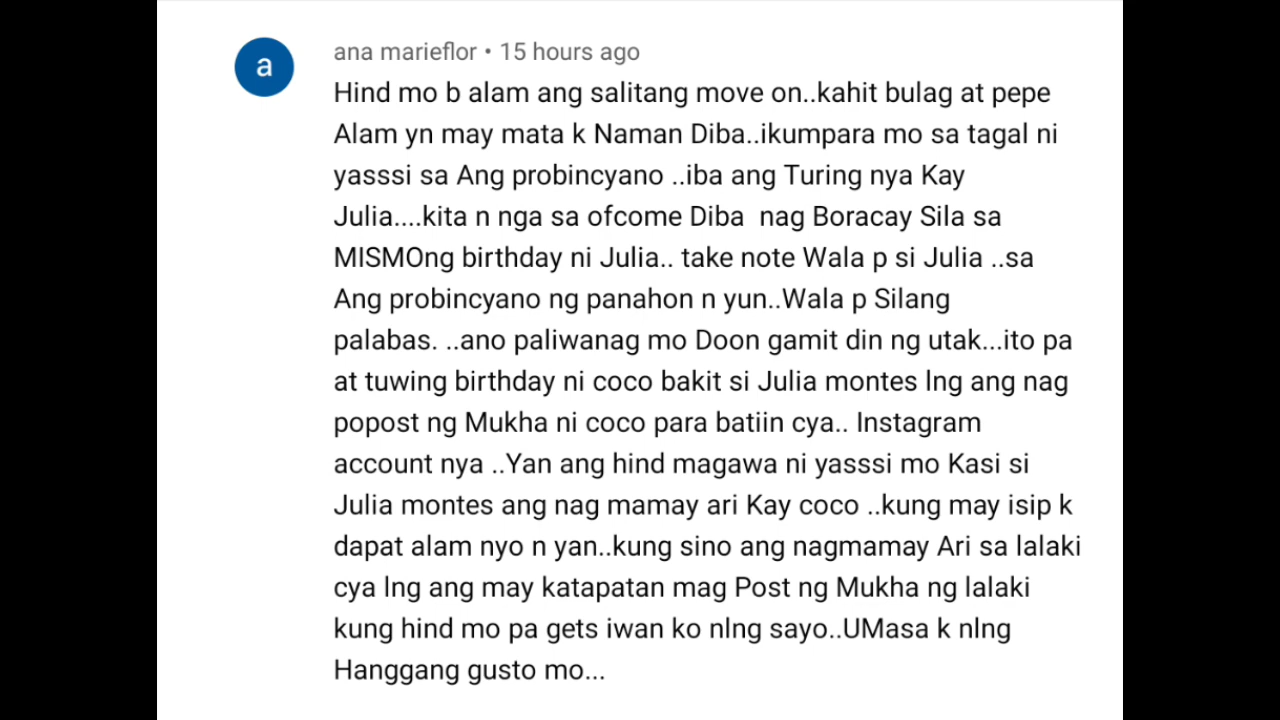 a
ana marieflor • 15 hours ago
Hind mo b alam ang salitang move on..kahit bulag at pepe
Alam yn may mata k Naman Diba..ikumpara mo sa tagal ni
yasssi sa Ang probincyano ..iba ang Turing nya Kay
Julia....kita n nga sa ofcome Diba  nag Boracay Sila sa
MISMOng birthday ni Julia.. take note Wala p si Julia ..sa
Ang probincyano ng panahon n yun..Wala p Silang
palabas. ..ano paliwanag mo Doon gamit din ng utak...ito pa
at tuwing birthday ni coco bakit si Julia montes lng ang nag
popost ng Mukha ni coco para batiin cya.. Instagram
account nya ..Yan ang hind magawa ni yasssi mo Kasi si
Julia montes ang nag mamay ari Kay coco ..kung may isip k
dapat alam nyo n yan..kung sino ang nagmamay Ari sa lalaki
cya lng ang may katapatan mag Post ng Mukha ng lalaki
kung hind mo pa gets iwan ko nlng sayo..UMasa k nlng
Hanggang gusto mo...